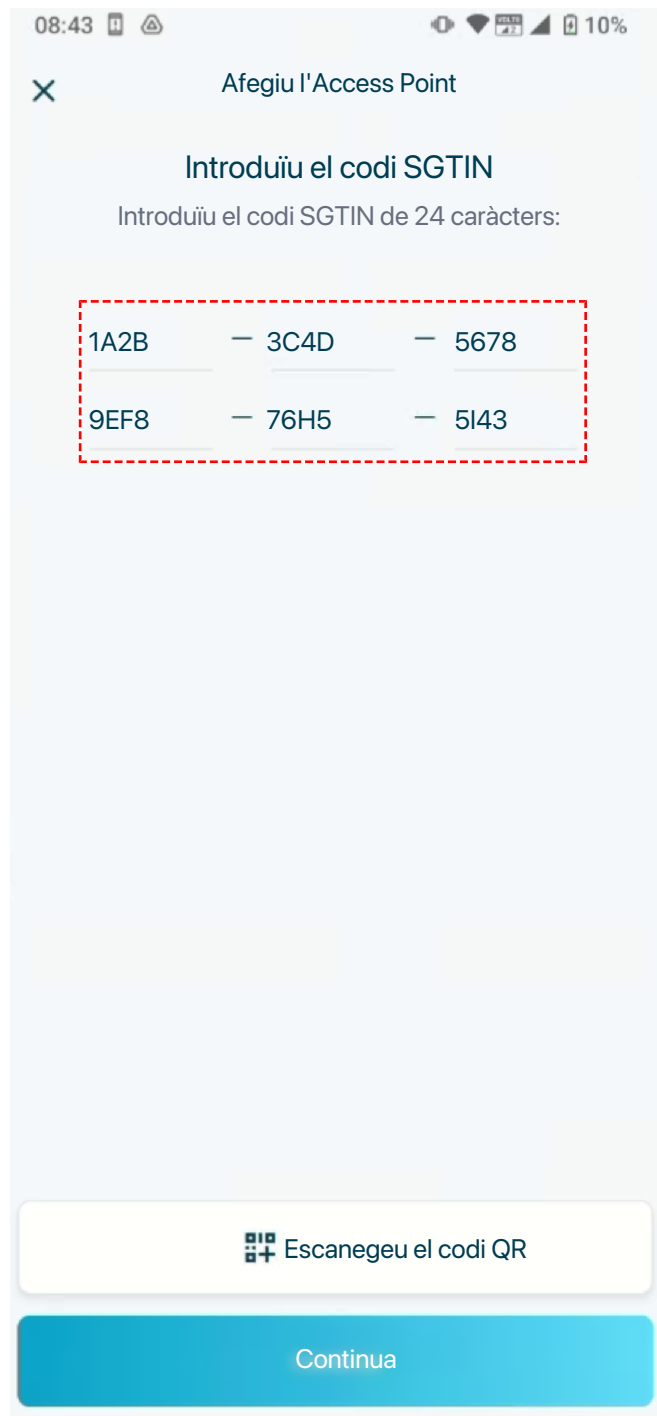 08:43 10%
Afegiu l'Access Point
Introduïu el codi SGTIN
Introduïu el codi SGTIN de 24 caràcters:
1A2B — 3C4D — 5678
9EF8 — 76H5 — 5I43
Escanegeu el codi QR
Continua